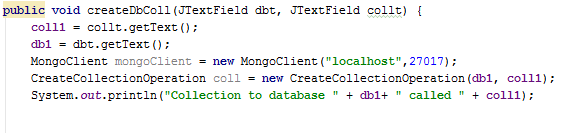 public void createDbColl(JTextField dbt, JTextField collt) {
coll1 = collt.getText();
db1 = dbt.getText();
MongoClient mongoClient = new MongoClient("localhost",27017);
CreateCollectionOperation coll = new CreateCollectionOperation(db1, coll1);
System.out.println("Collection to database " + db1+ " called " + coll1);